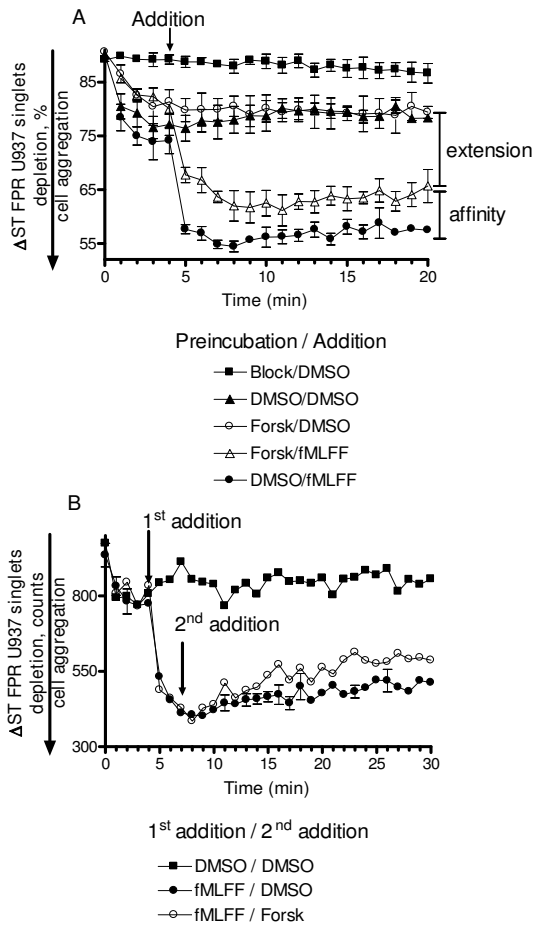 A
Addition
ΔST FPR U937 singlets
depletion, %
cell aggregation
85
75
65
55
extension
affinity
0 5 10 15 20
Time (min)
Preincubation / Addition
Block/DMSO
DMSO/DMSO
Forsk/DMSO
Forsk/fMLFF
DMSO/fMLFF
B
1st addition
2nd addition
ΔST FPR U937 singlets
depletion, counts
cell aggregation
800
550
300
0 5 10 15 20 25 30
Time (min)
1st addition / 2nd addition
DMSO / DMSO
fMLFF / DMSO
fMLFF / Forsk